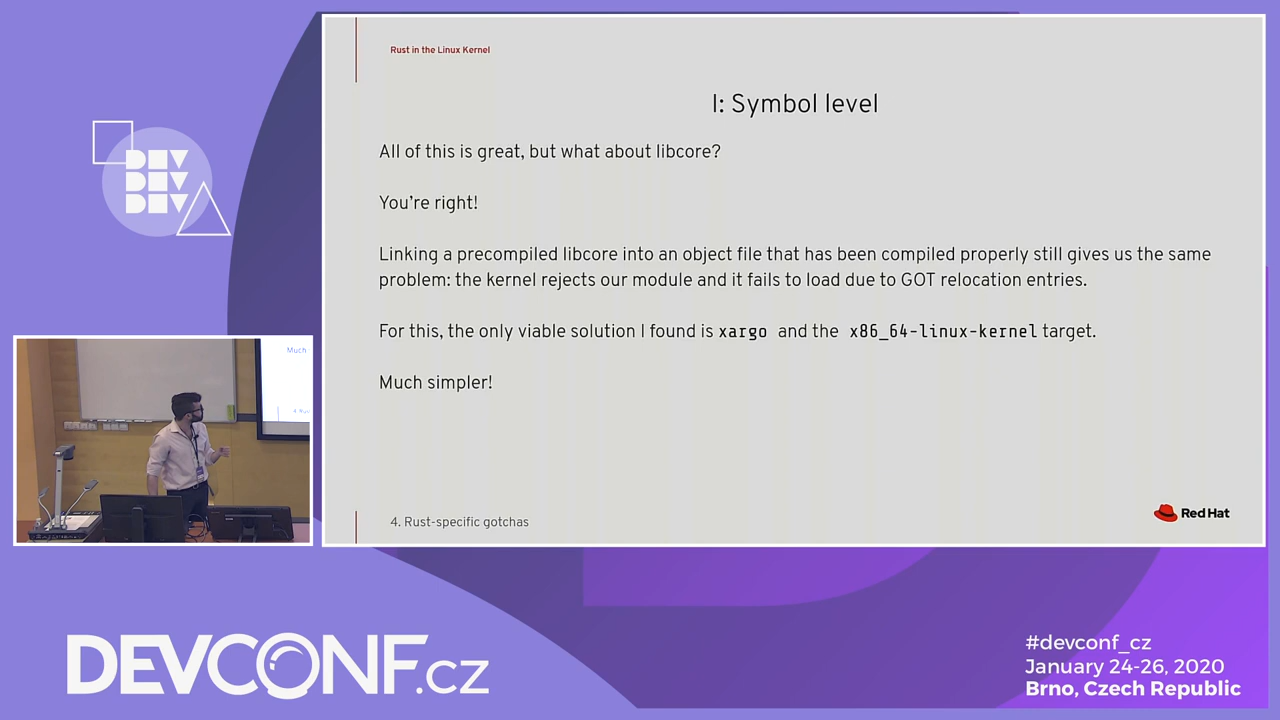 Rust in the Linux Kernel
I: Symbol level
All of this is great, but what about libcore?
You're right!
Linking a precompiled libcore into an object file that has been compiled properly still gives us the same
problem: the kernel rejects our module and it fails to load due to GOT relocation entries.
For this, the only viable solution I found is xargo and the x86_64-linux-kernel target.
Much simpler!
4. Rust-specific gotchas
Red Hat
DEV
DEV
DEV
Much
DEVCONF.cz
#devconf_cz
January 24-26, 2020
Brno, Czech Republic